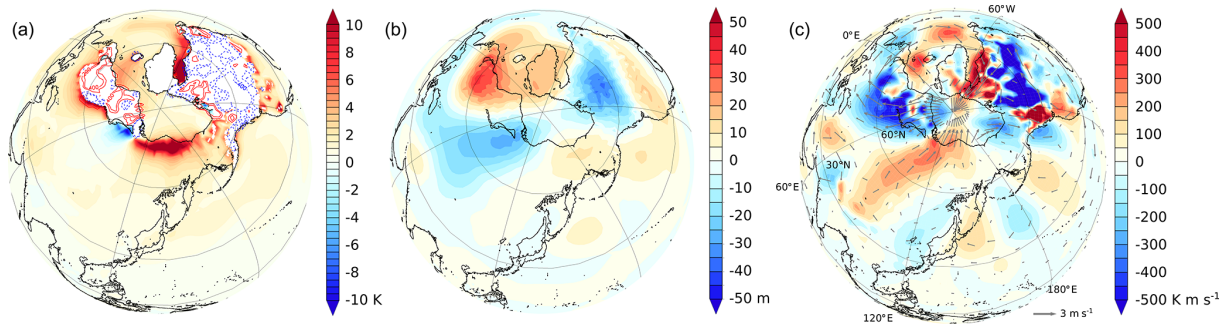 (a)
10
8
6
4
2
0
-2
-4
-6
-8
-10 K
(b)
50
40
30
20
10
0
-10
-20
-30
-40
-50 m
(c)
60°W
0°E
60°N
30°N
60°E
180°E
120°E
3 m s⁻¹
500
400
300
200
100
0
-100
-200
-300
-400
-500 K m s⁻¹